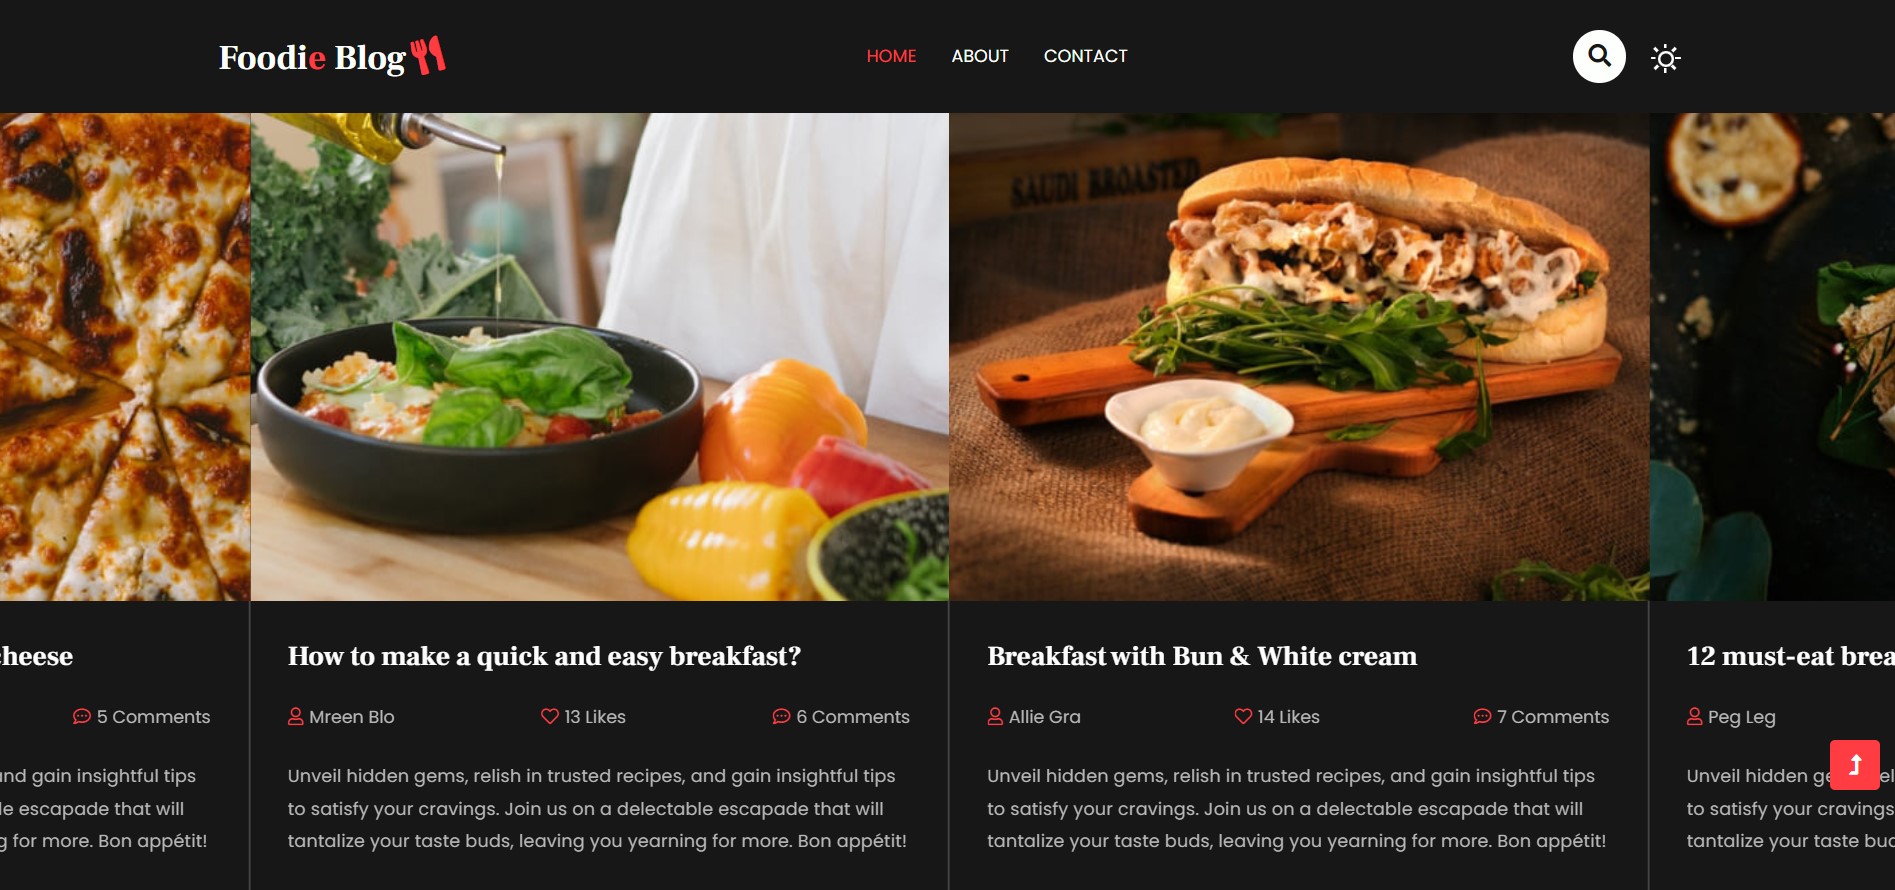 Foodie Blog
HOME ABOUT CONTACT
SAUDI BROASTED
cheese
5 Comments
and gain insightful tips
le escapade that will
g for more. Bon appétit!
How to make a quick and easy breakfast?
Mreen Blo 13 Likes 6 Comments
Unveil hidden gems, relish in trusted recipes, and gain insightful tips
to satisfy your cravings. Join us on a delectable escapade that will
tantalize your taste buds, leaving you yearning for more. Bon appétit!
Breakfast with Bun & White cream
Allie Gra 14 Likes 7 Comments
Unveil hidden gems, relish in trusted recipes, and gain insightful tips
to satisfy your cravings. Join us on a delectable escapade that will
tantalize your taste buds, leaving you yearning for more. Bon appétit!
12 must-eat brea
Peg Leg
Unveil hidden ge el
to satisfy your cravings
tantalize your taste buc